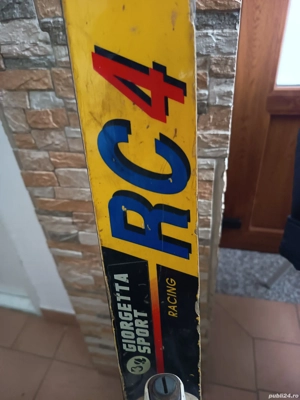 RC4
RACING
GIORGETTA
SPORT
publi24.ro